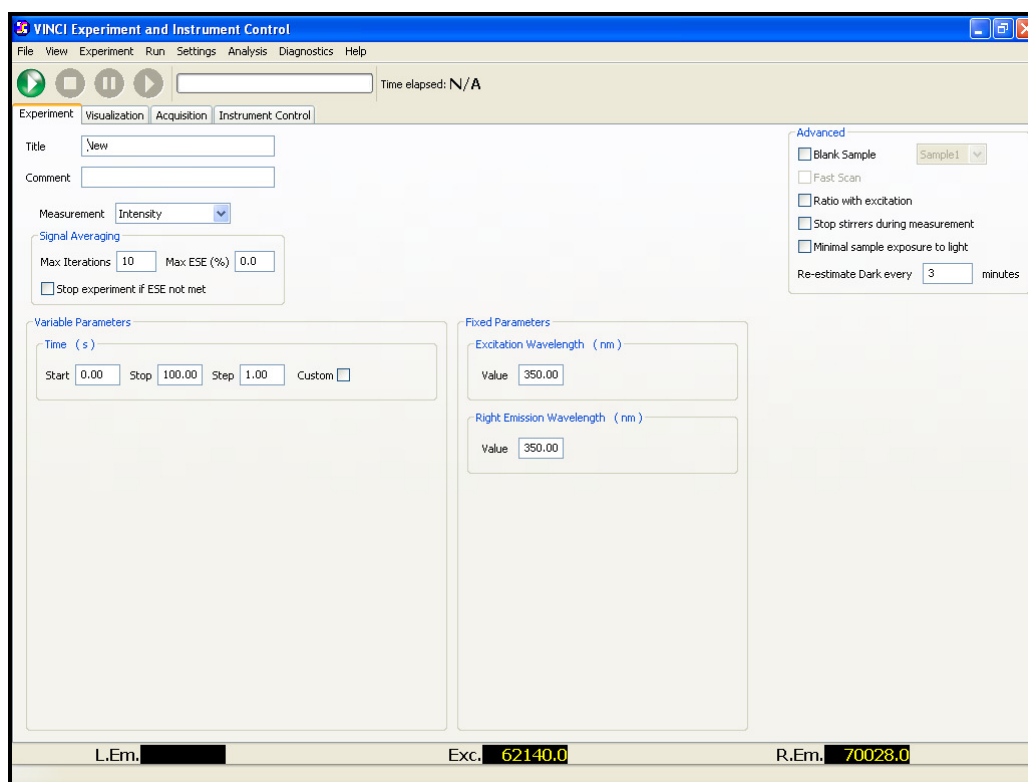 VINCI Experiment and Instrument Control
File View Experiment Run Settings Analysis Diagnostics Help
Time elapsed: N/A
Experiment Visualization Acquisition Instrument Control
Title New
Comment
Measurement Intensity
Signal Averaging
Max Iterations 10 Max ESE (%) 0.0
Stop experiment if ESE not met
Advanced
Blank Sample Sample1
Fast Scan
Ratio with excitation
Stop stirrers during measurement
Minimal sample exposure to light
Re-estimate Dark every 3 minutes
Variable Parameters
Time ( s )
Start 0.00 Stop 100.00 Step 1.00 Custom
Fixed Parameters
Excitation Wavelength ( nm )
Value 350.00
Right Emission Wavelength ( nm )
Value 350.00
L.Em. Exc. 62140.0 R.Em. 70028.0